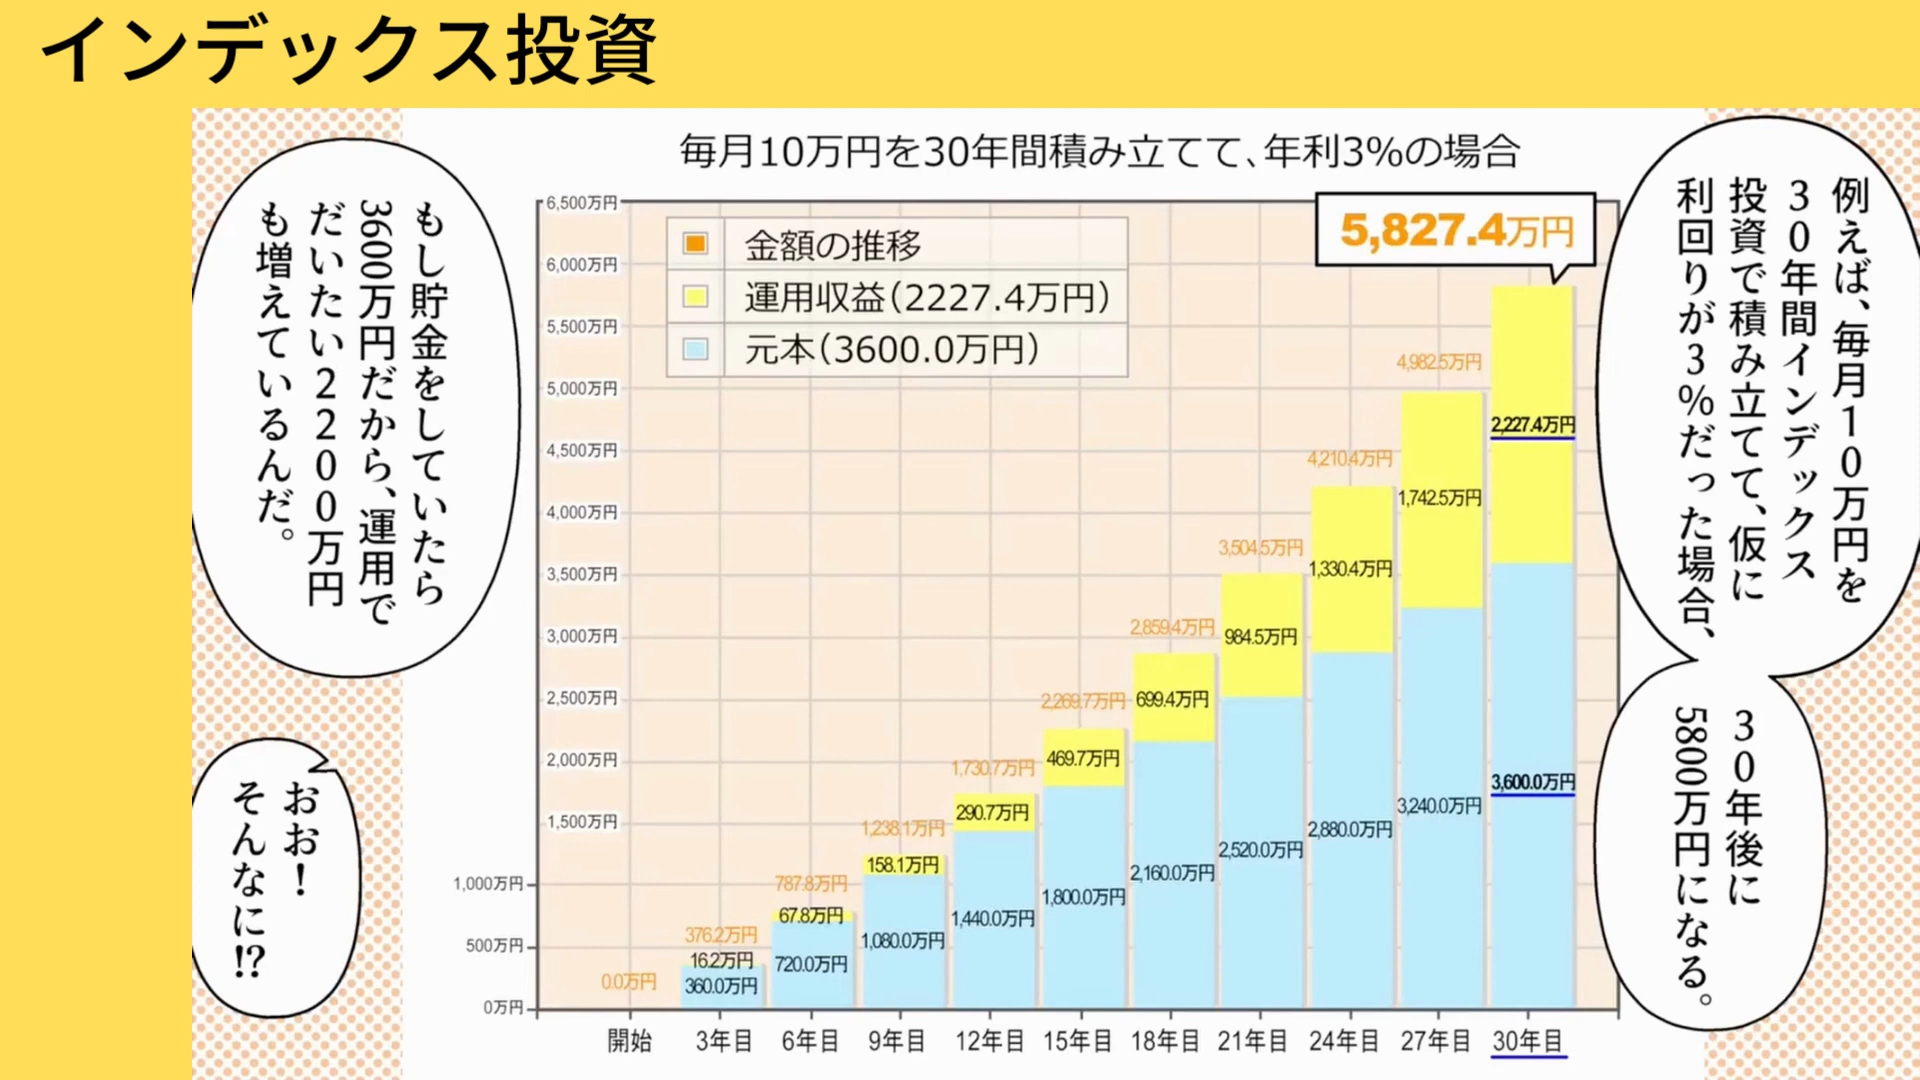 インデックス投資
毎月10万円を30年間積み立てて、年利3%の場合
例えば、毎月10万円を
30年間インデックス
投資で積み立てて、仮に
利回りが3%だった場合、
30年後に
5800万円になる。
もし貯金をしていたら
3600万円だから、運用で
だいたい2200万円
も増えているんだ。
おお!
そんなに!?
5,827.4万円
金額の推移
運用収益(2227.4万円)
元本(3600.0万円)
6,500万円
6,000万円
5,500万円
5,000万円
4,500万円
4,000万円
3,500万円
3,000万円
2,500万円
2,000万円
1,500万円
1,000万円
500万円
0万円
0.0万円
376.2万円
16.2万円
360.0万円
787.8万円
67.8万円
720.0万円
1,238.1万円
158.1万円
1,080.0万円
1,730.7万円
290.7万円
1,440.0万円
2,269.7万円
469.7万円
1,800.0万円
2,859.4万円
699.4万円
2,160.0万円
3,504.5万円
984.5万円
2,520.0万円
4,210.4万円
1,330.4万円
2,880.0万円
4,982.5万円
1,742.5万円
3,240.0万円
2,227.4万円
3,600.0万円
開始 3年目 6年目 9年目 12年目 15年目 18年目 21年目 24年目 27年目 30年目